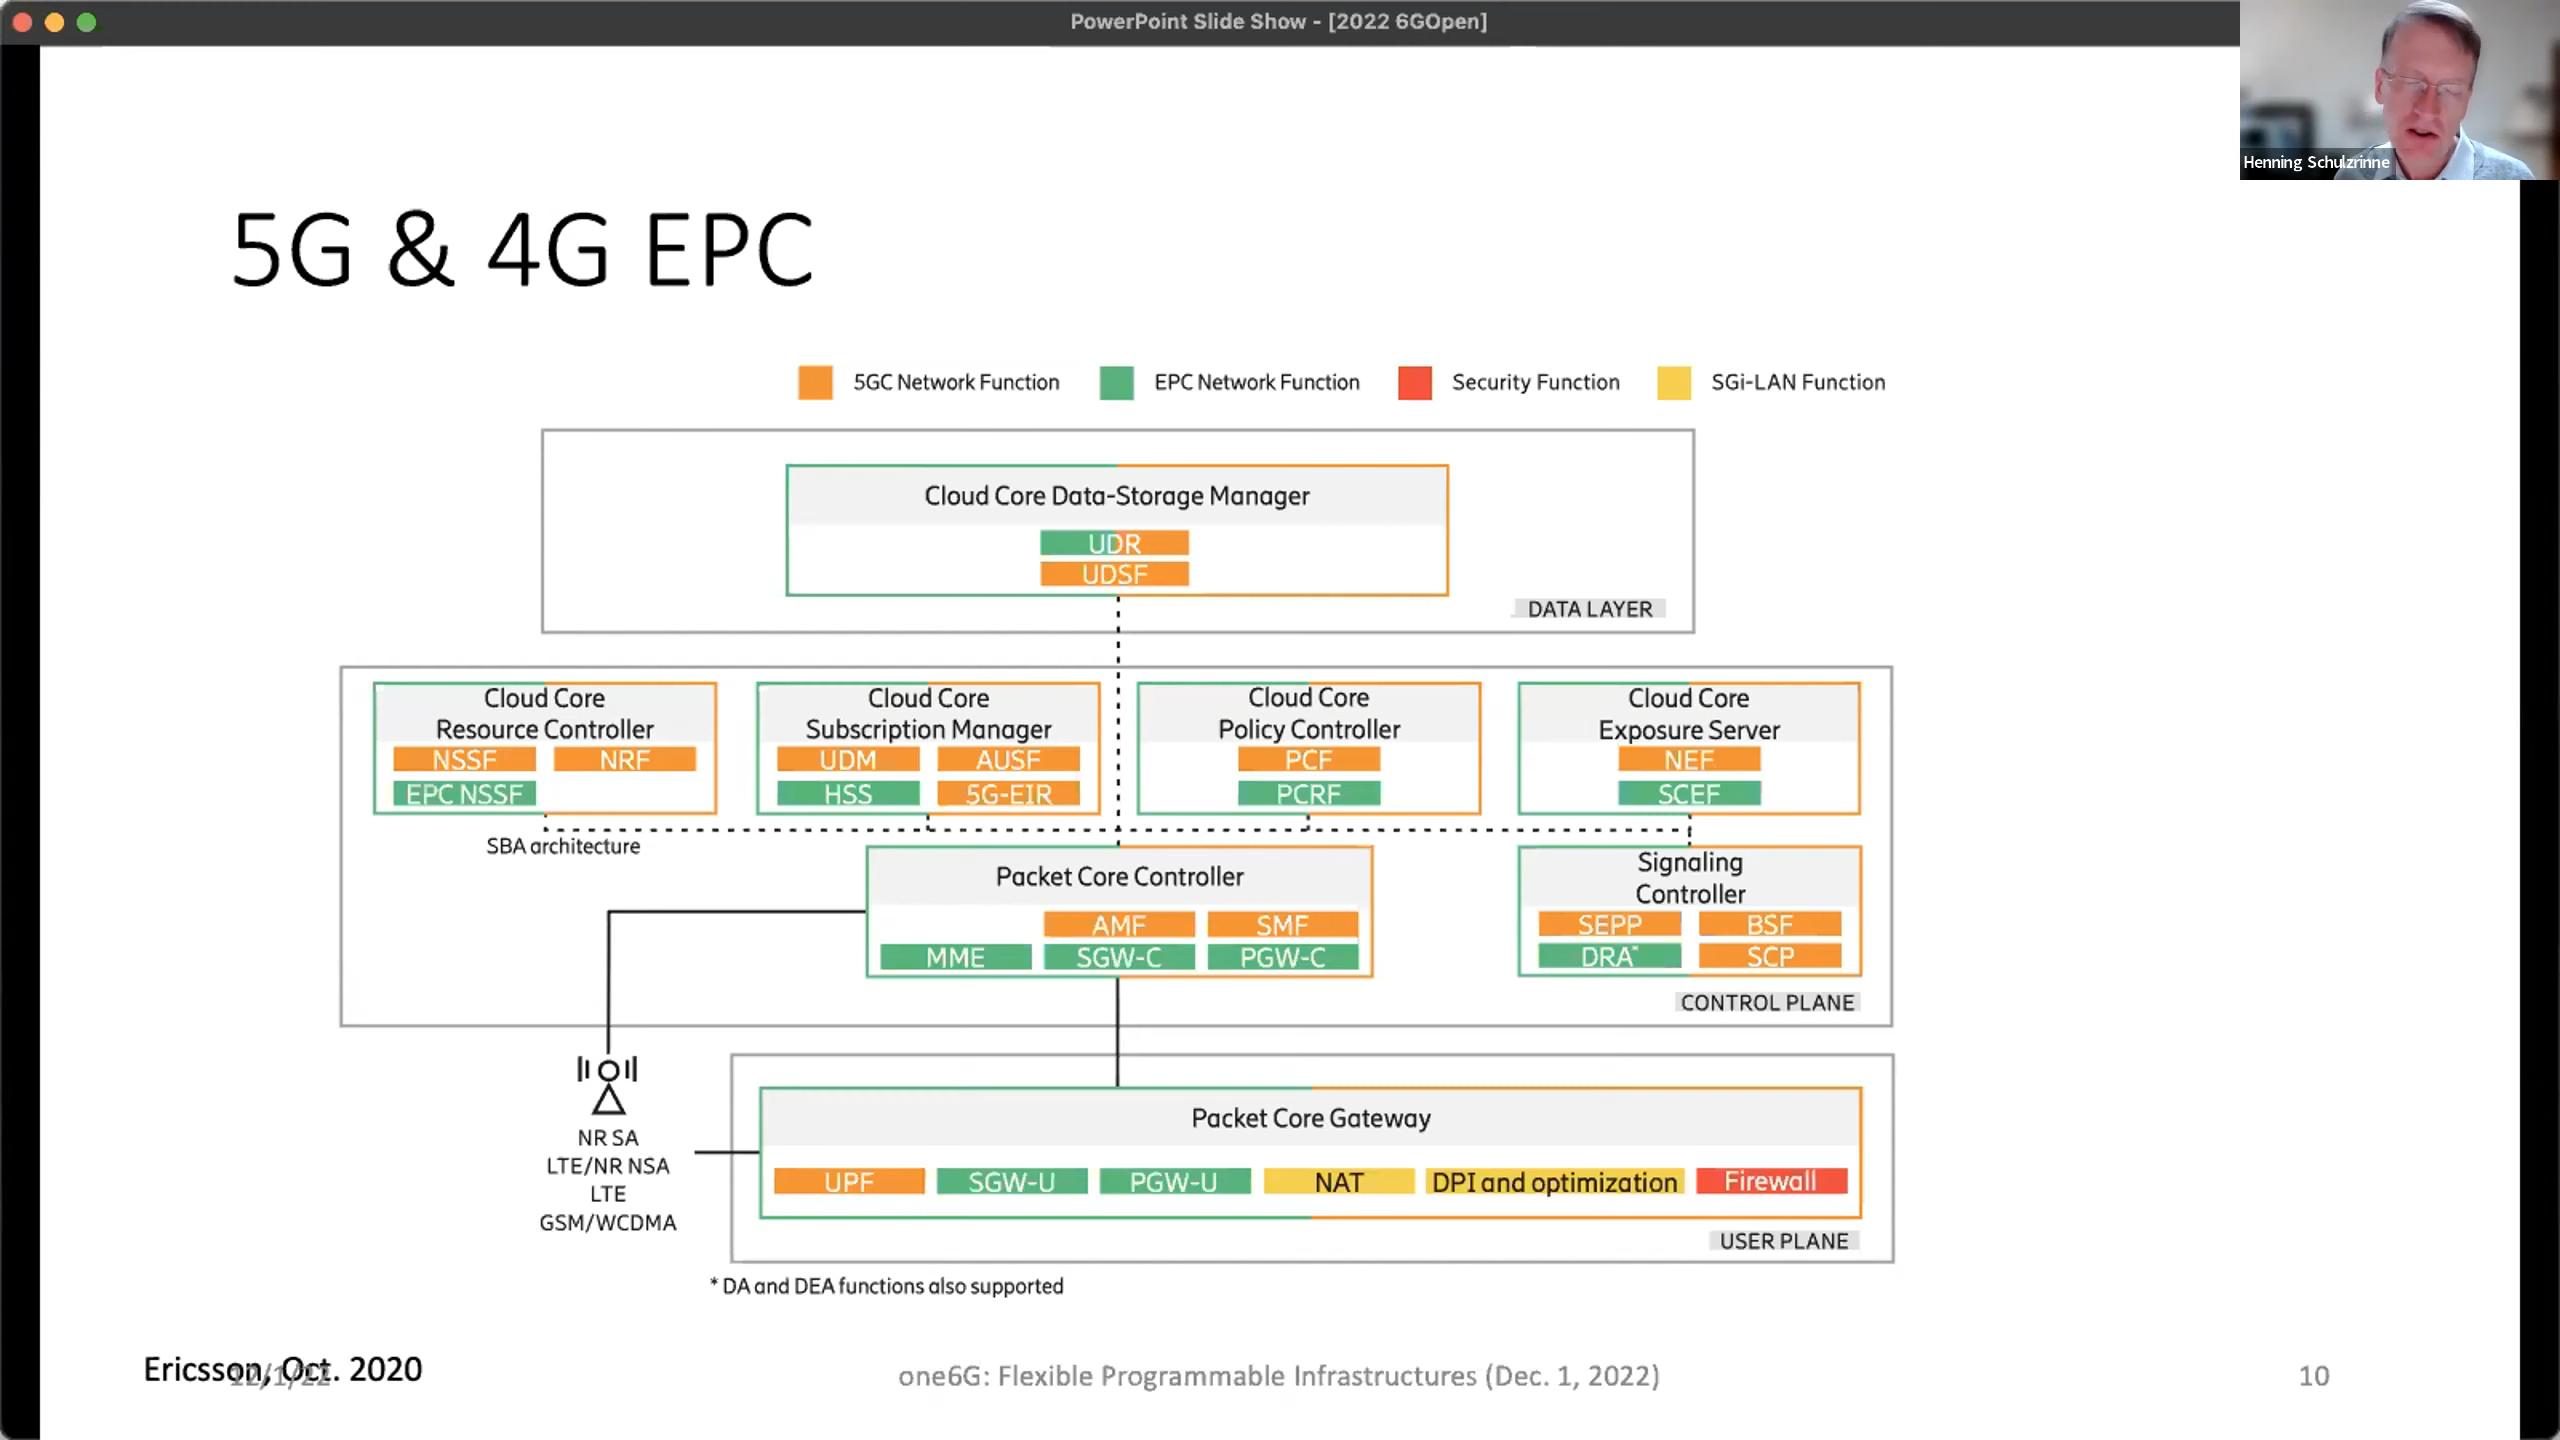 PowerPoint Slide Show - [2022 6GOpen]
Henning Schulzrinne
5G & 4G EPC
5GC Network Function
EPC Network Function
Security Function
SGi-LAN Function
Cloud Core Data-Storage Manager
UDR
UDSF
DATA LAYER
Cloud Core
Resource Controller
NSSF
NRF
EPC NSSF
Cloud Core
Subscription Manager
UDM
AUSF
HSS
5G-EIR
Cloud Core
Policy Controller
PCF
PCRF
Cloud Core
Exposure Server
NEF
SCEF
SBA architecture
Packet Core Controller
AMF
SMF
MME
SGW-C
PGW-C
Signaling
Controller
SEPP
BSF
DRA*
SCP
CONTROL PLANE
NR SA
LTE/NR NSA
LTE
GSM/WCDMA
Packet Core Gateway
UPF
SGW-U
PGW-U
NAT
DPI and optimization
Firewall
USER PLANE
* DA and DEA functions also supported
Ericsson, Oct. 2020
12/1/22
one6G: Flexible Programmable Infrastructures (Dec. 1, 2022)
10